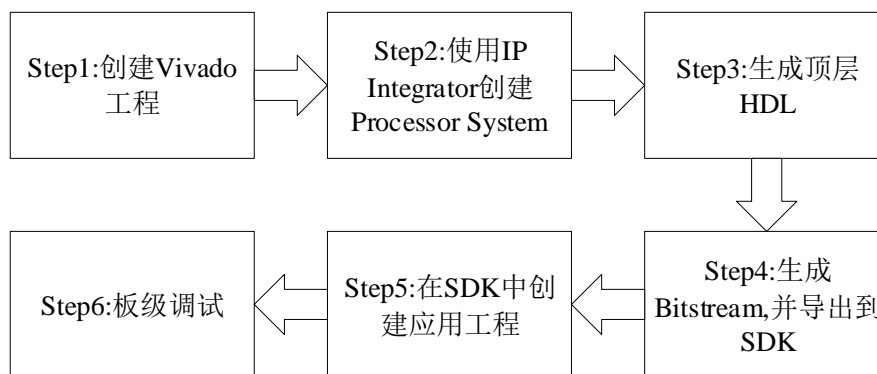 Step1:创建Vivado
工程
Step2:使用IP
Integrator创建
Processor System
Step3:生成顶层
HDL
Step4:生成
Bitstream,并导出到
SDK
Step5:在SDK中创
建应用工程
Step6:板级调试